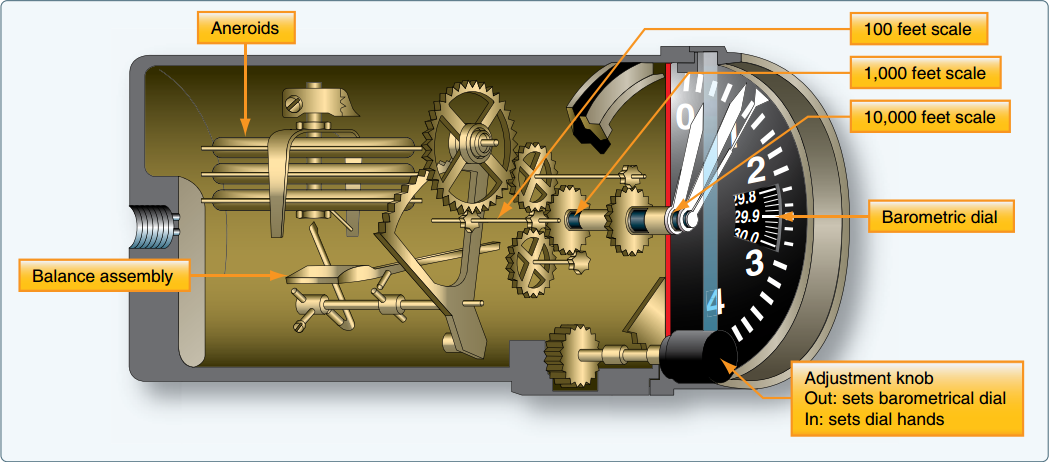 Aneroids
100 feet scale
1,000 feet scale
10,000 feet scale
0
1
2
29.8
29.9
30.0
Barometric dial
3
Balance assembly
4
Adjustment knob
Out: sets barometrical dial
In: sets dial hands